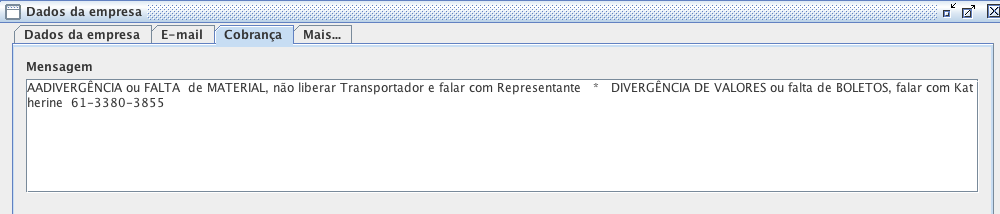 Dados da empresa
Dados da empresa E-mail Cobrança Mais...
Mensagem
AADIVERGÊNCIA ou FALTA  de MATERIAL, não liberar Transportador e falar com Representante   *   DIVERGÊNCIA DE VALORES ou falta de BOLETOS, falar com Kat
herine  61-3380-3855